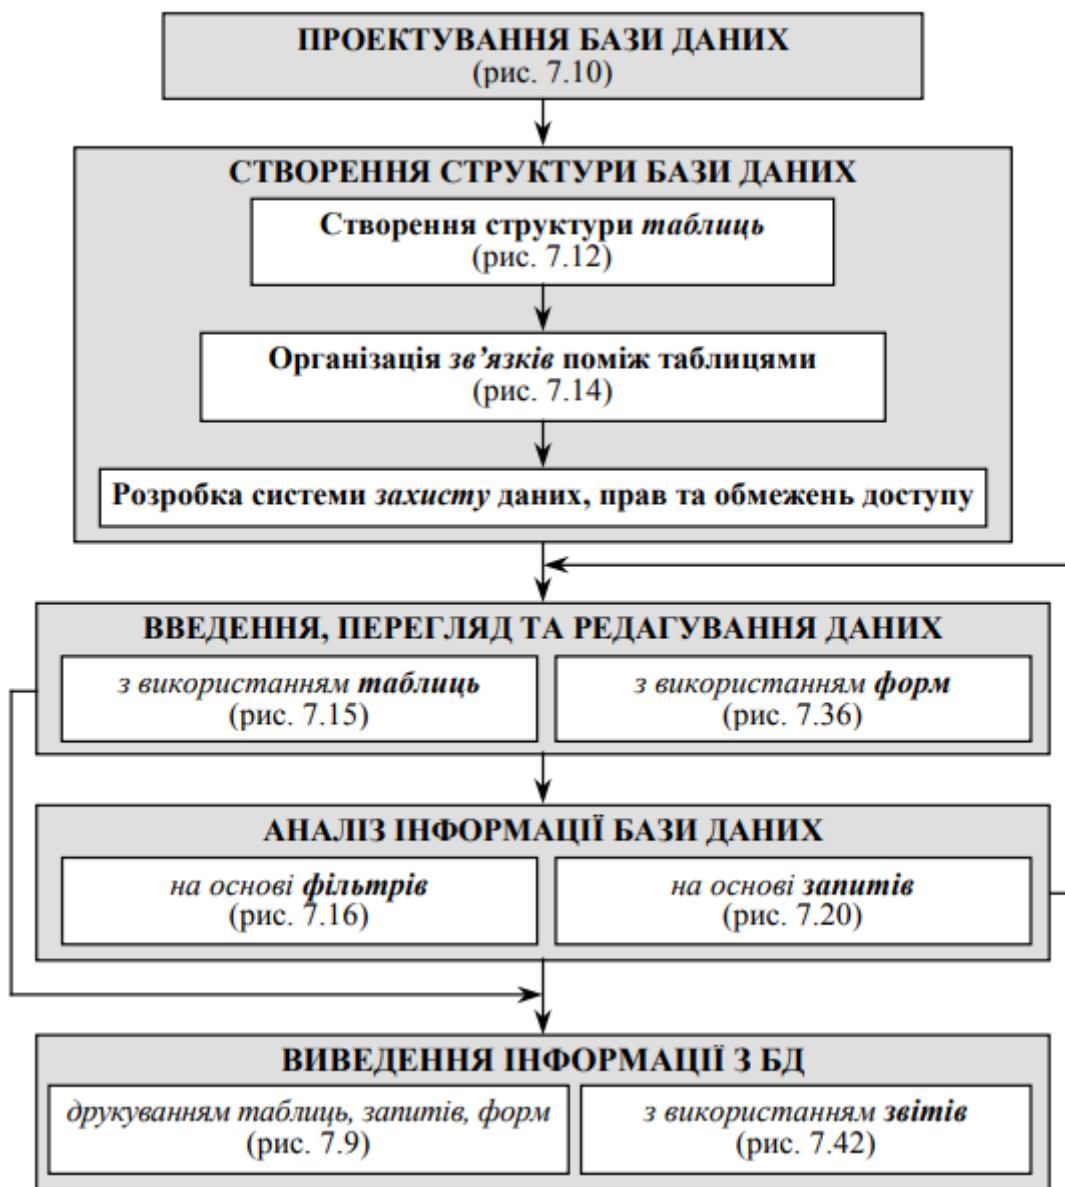 ПРОЕКТУВАННЯ БАЗИ ДАНИХ
(рис. 7.10)
СТВОРЕННЯ СТРУКТУРИ БАЗИ ДАНИХ
Створення структури таблиць
(рис. 7.12)
Організація зв’язків поміж таблицями
(рис. 7.14)
Розробка системи захисту даних, прав та обмежень доступу
ВВЕДЕННЯ, ПЕРЕГЛЯД ТА РЕДАГУВАННЯ ДАНИХ
з використанням таблиць
(рис. 7.15)
з використанням форм
(рис. 7.36)
АНАЛІЗ ІНФОРМАЦІЇ БАЗИ ДАНИХ
на основі фільтрів
(рис. 7.16)
на основі запитів
(рис. 7.20)
ВИВЕДЕННЯ ІНФОРМАЦІЇ З БД
друкуванням таблиць, запитів, форм
(рис. 7.9)
з використанням звітів
(рис. 7.42)